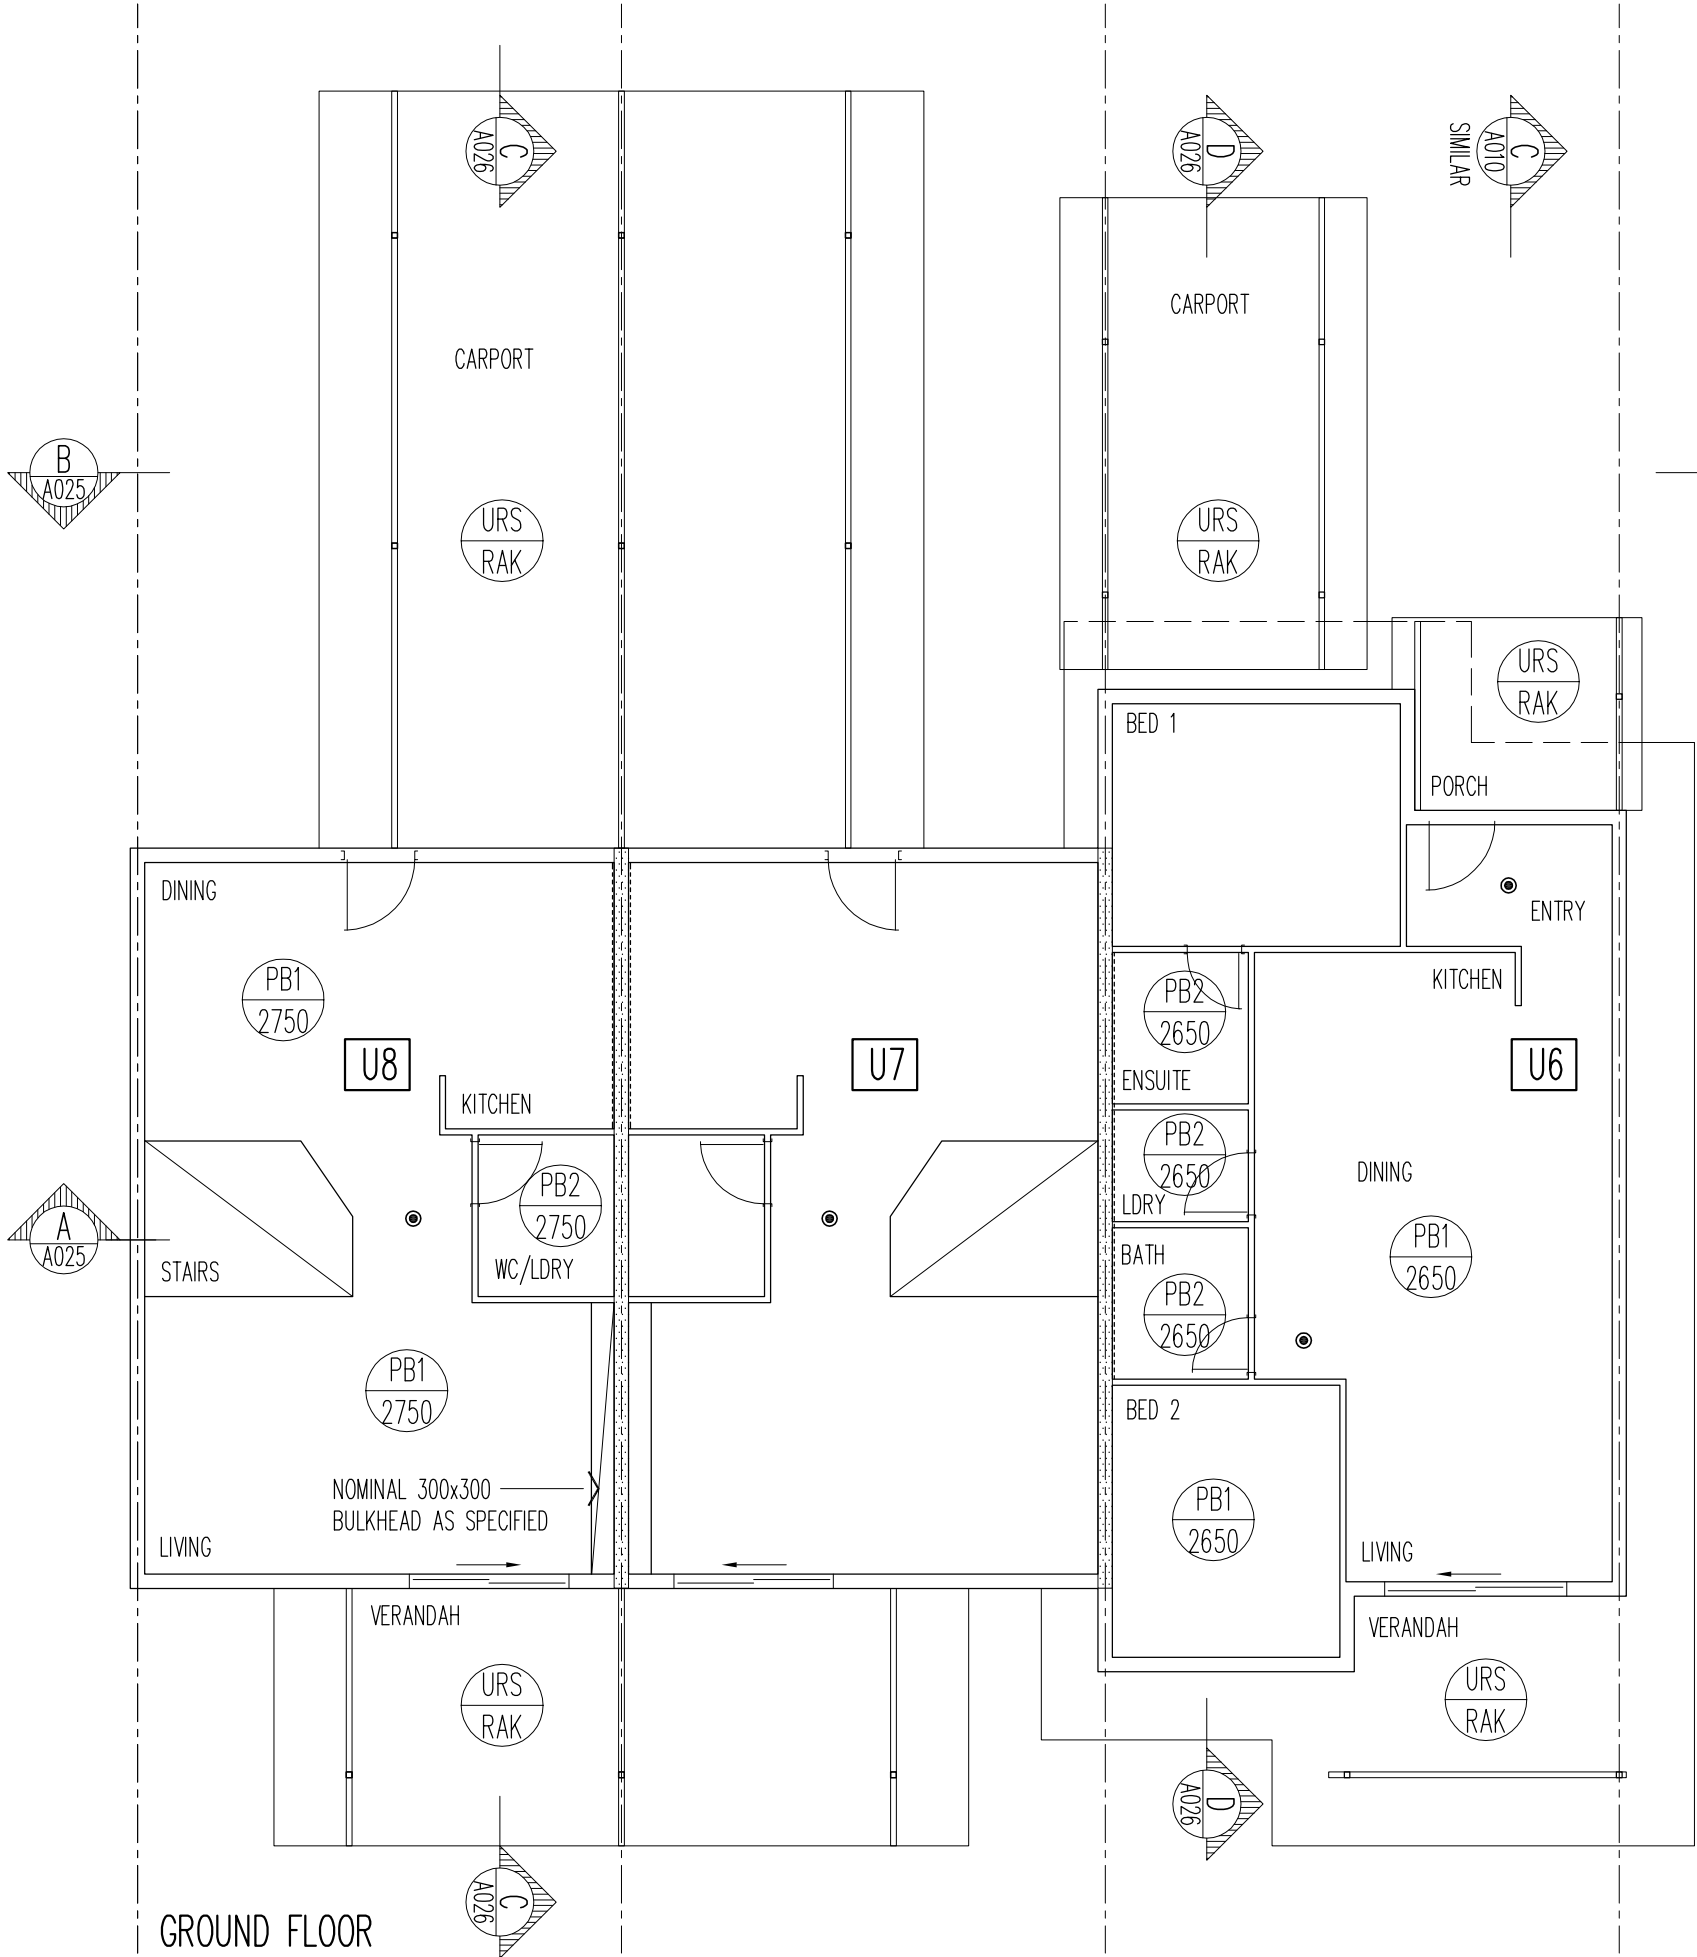 C
A026
D
A026
C
A010
SIMILAR
CARPORT
CARPORT
B
A025
URS
RAK
URS
RAK
URS
RAK
BED 1
PORCH
DINING
ENTRY
PB1
2750
KITCHEN
PB2
2650
U8
U7
U6
ENSUITE
KITCHEN
PB2
2650
DINING
PB2
2750
LDRY
A
A025
STAIRS
WC/LDRY
BATH
PB1
2650
PB2
2650
PB1
2750
BED 2
NOMINAL 300x300
BULKHEAD AS SPECIFIED
PB1
2650
LIVING
LIVING
VERANDAH
VERANDAH
URS
RAK
URS
RAK
D
A026
C
A026
GROUND FLOOR